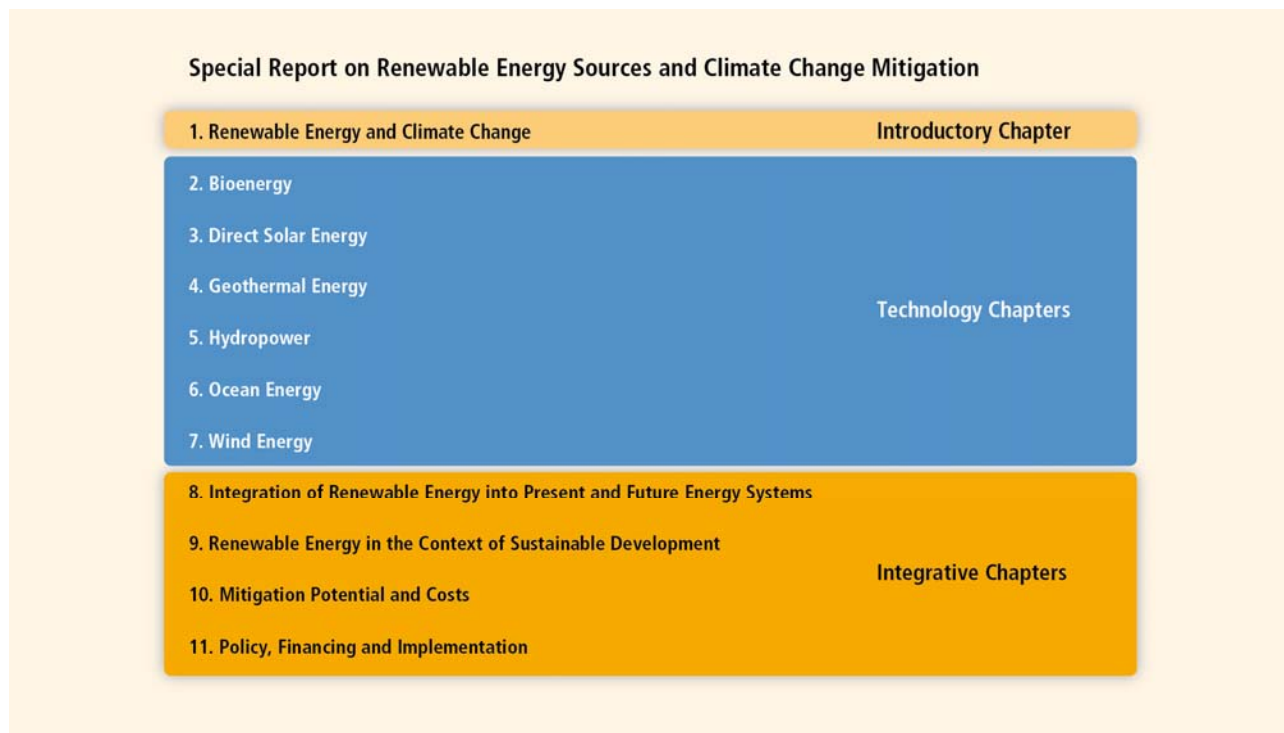 Special Report on Renewable Energy Sources and Climate Change Mitigation
1. Renewable Energy and Climate Change
Introductory Chapter
2. Bioenergy
3. Direct Solar Energy
4. Geothermal Energy
5. Hydropower
6. Ocean Energy
7. Wind Energy
Technology Chapters
8. Integration of Renewable Energy into Present and Future Energy Systems
9. Renewable Energy in the Context of Sustainable Development
10. Mitigation Potential and Costs
11. Policy, Financing and Implementation
Integrative Chapters